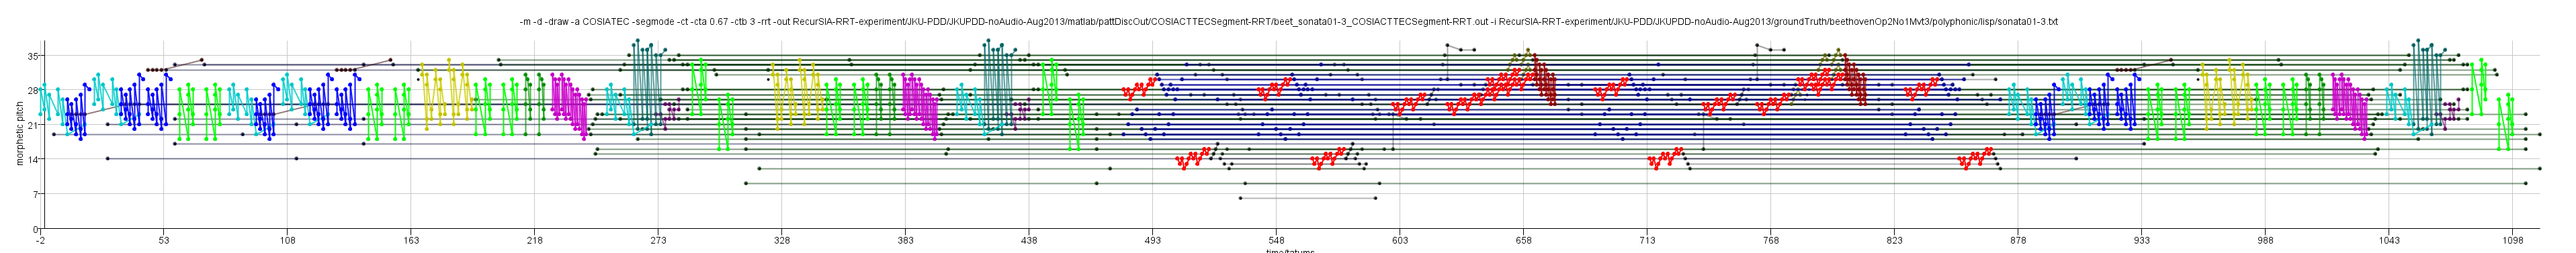 -m -d -draw -a COSIATEC -segmode -ct -cta 0.67 -ctb 3 -rrt -out RecurSIA-RRT-experiment/JKU-PDD/JKUPDD-noAudio-Aug2013/matlab/pattDiscOut/COSIACTTECSegment-RRT/beet_sonata01-3_COSIACTTECSegment-RRT.out -i RecurSIA-RRT-experiment/JKU-PDD/JKUPDD-noAudio-Aug2013/groundTruth/beethovenOp2No1Mvt3/polyphonic/lisp/sonata01-3.txt
35
28
21
14
7
0
morphetic pitch
-2 53 108 163 218 273 328 383 438 493 548 603 658 713 768 823 878 933 988 1043 1098
time/tatums